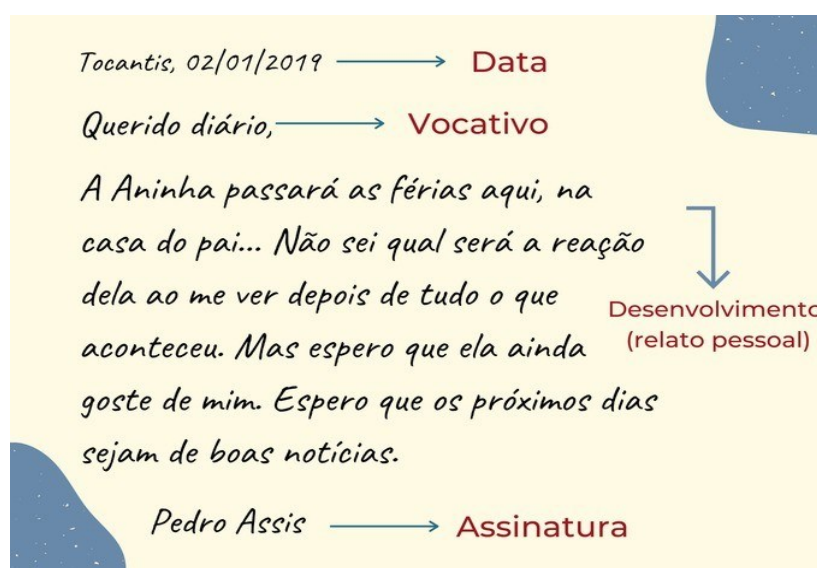 Tocantis, 02/01/2019 Data
Querido diário, Vocativo
A Aninha passará as férias aqui, na
casa do pai... Não sei qual será a reação
dela ao me ver depois de tudo o que
aconteceu. Mas espero que ela ainda
goste de mim. Espero que os próximos dias
sejam de boas notícias.
Desenvolvimento
(relato pessoal)
Pedro Assis Assinatura